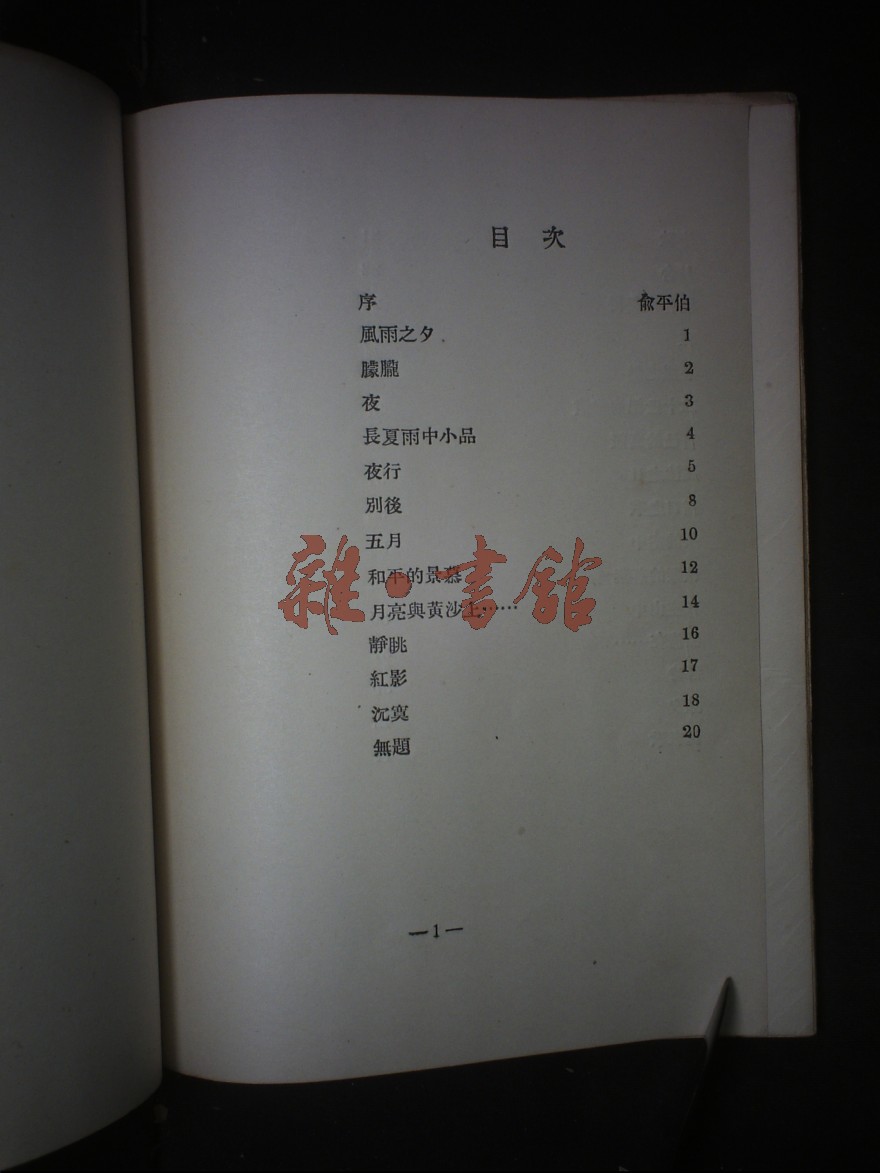 目 次
序 俞平伯
風雨之夕 1
朦朧 2
夜 3
長夏雨中小品 4
夜行 5
別後 8
五月 10
和平的景慕 12
月亮與黃沙上…… 14
靜眺 16
紅影 17
沉寞 18
無題 20
—1—
雜·書館